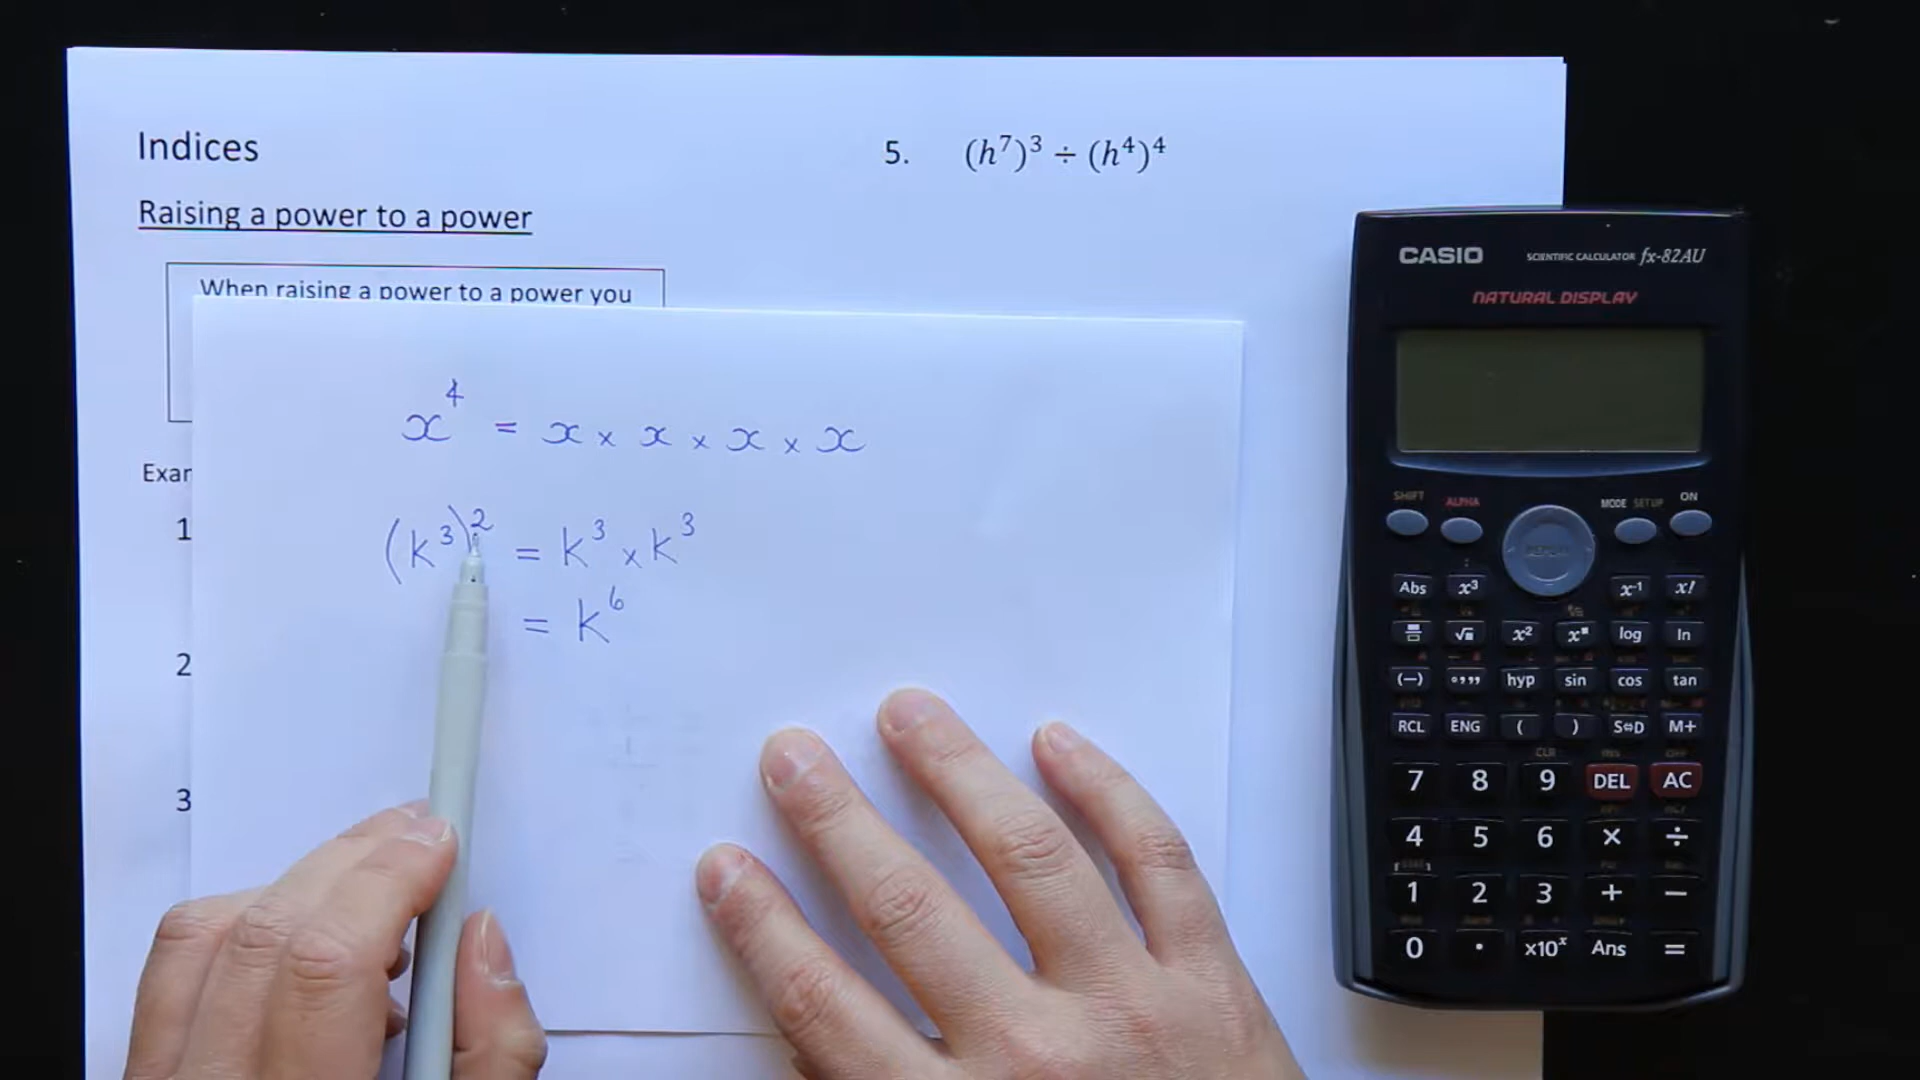 Indices
Raising a power to a power
When raising a power to a power you
Exar
1
2
3
5. (h⁷)³ ÷ (h⁴)⁴
x⁴ = x × x × x × x
(k³)² = k³ × k³
= k⁶
CASIO SCIENTIFIC CALCULATOR fx-82AU
NATURAL DISPLAY
SHIFT ALPHA MODE SETUP ON
REPLAY
Abs x³ x⁻¹ x!
√■ x² x■ log ln
(−) °,,, hyp sin cos tan
RCL ENG ( ) S⇔D M+
CLR
7 8 9 DEL AC
4 5 6 × ÷
1 2 3 + −
0 . ×10ˣ Ans =